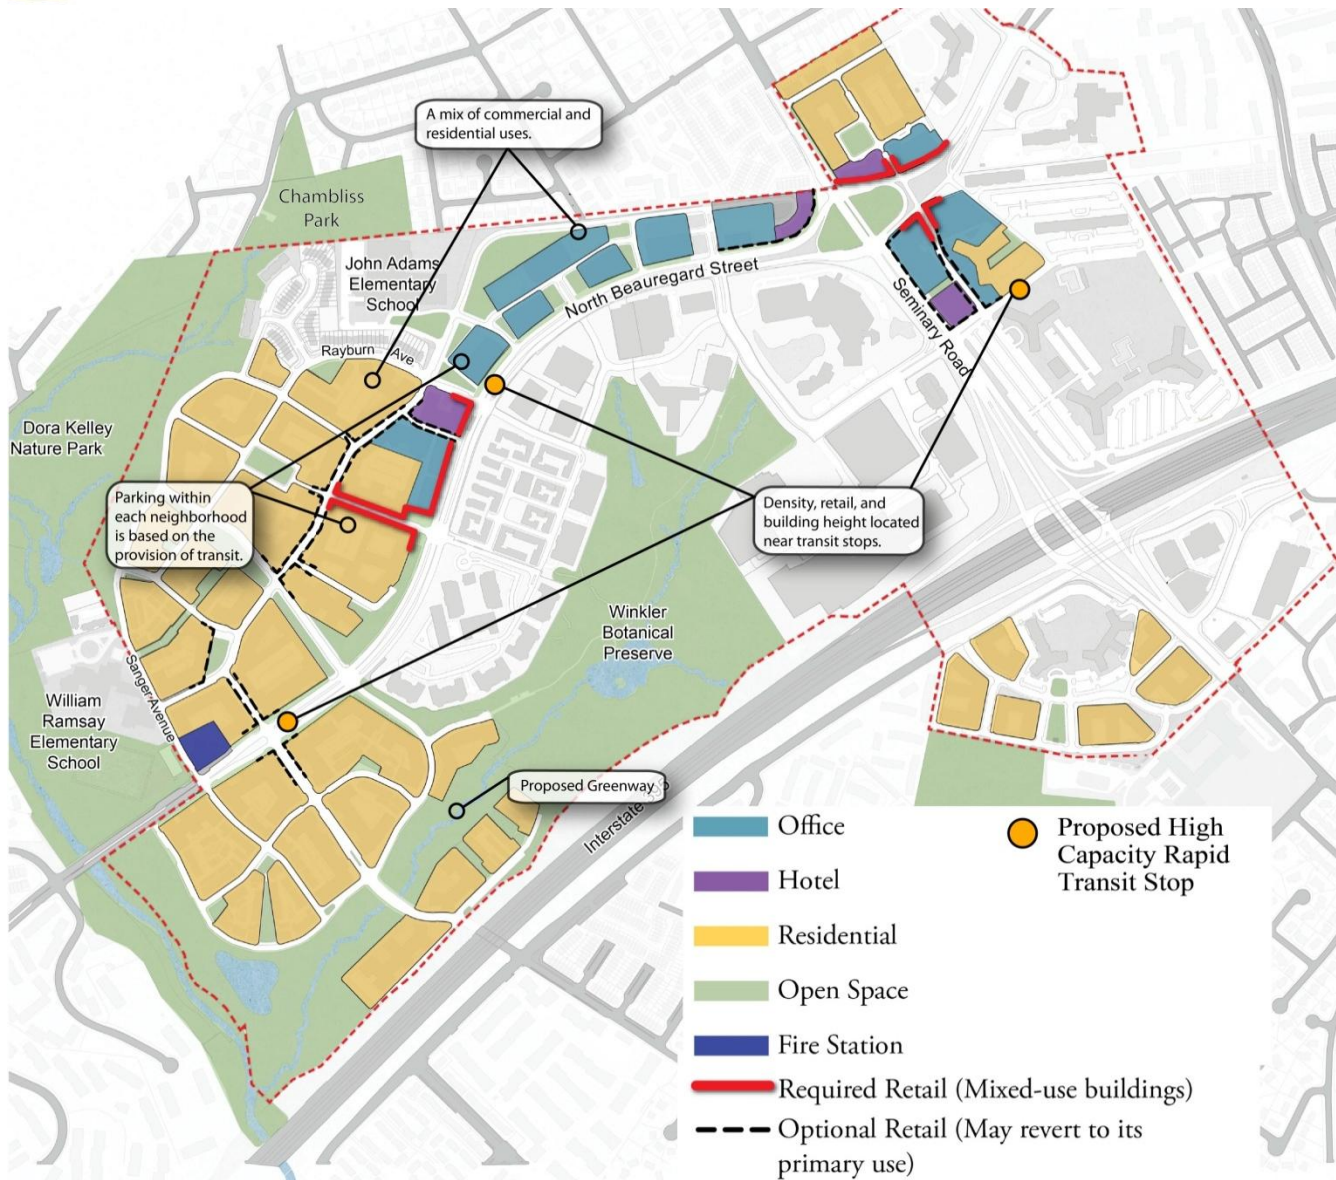 A mix of commercial and
residential uses.
Chambliss
Park
John Adams
Elementary
School
North Beauregard Street
Seminary Road
Rayburn Ave
Dora Kelley
Nature Park
Parking within
each neighborhood
is based on the
provision of transit.
Density, retail, and
building height located
near transit stops.
Winkler
Botanical
Preserve
Sanger Avenue
William
Ramsay
Elementary
School
Proposed Greenway
Interstate
Office
Hotel
Residential
Open Space
Fire Station
Required Retail (Mixed-use buildings)
Optional Retail (May revert to its
primary use)
Proposed High
Capacity Rapid
Transit Stop